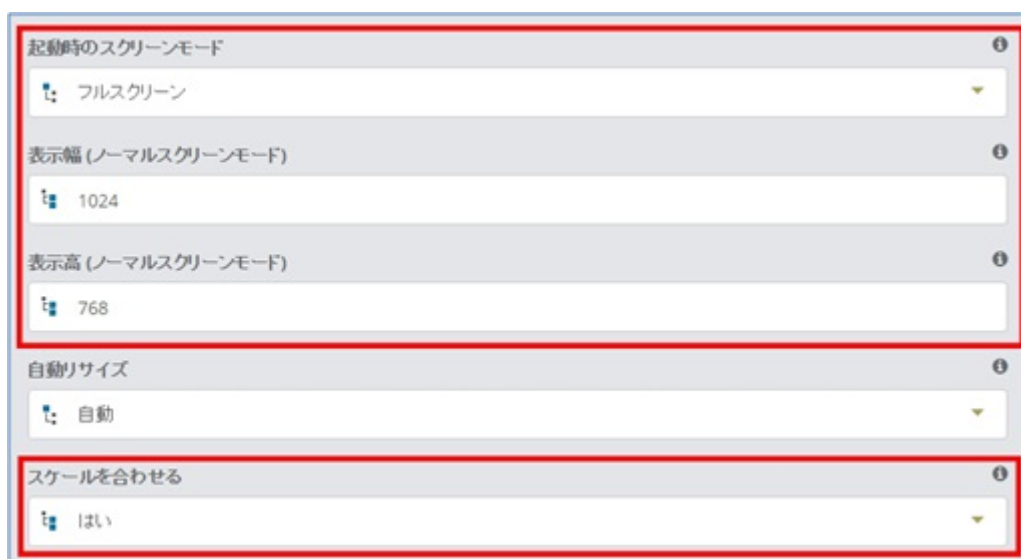 起動時のスクリーンモード
フルスクリーン
表示幅 (ノーマルスクリーンモード)
1024
表示高 (ノーマルスクリーンモード)
768
自動リサイズ
自動
スケールを合わせる
はい